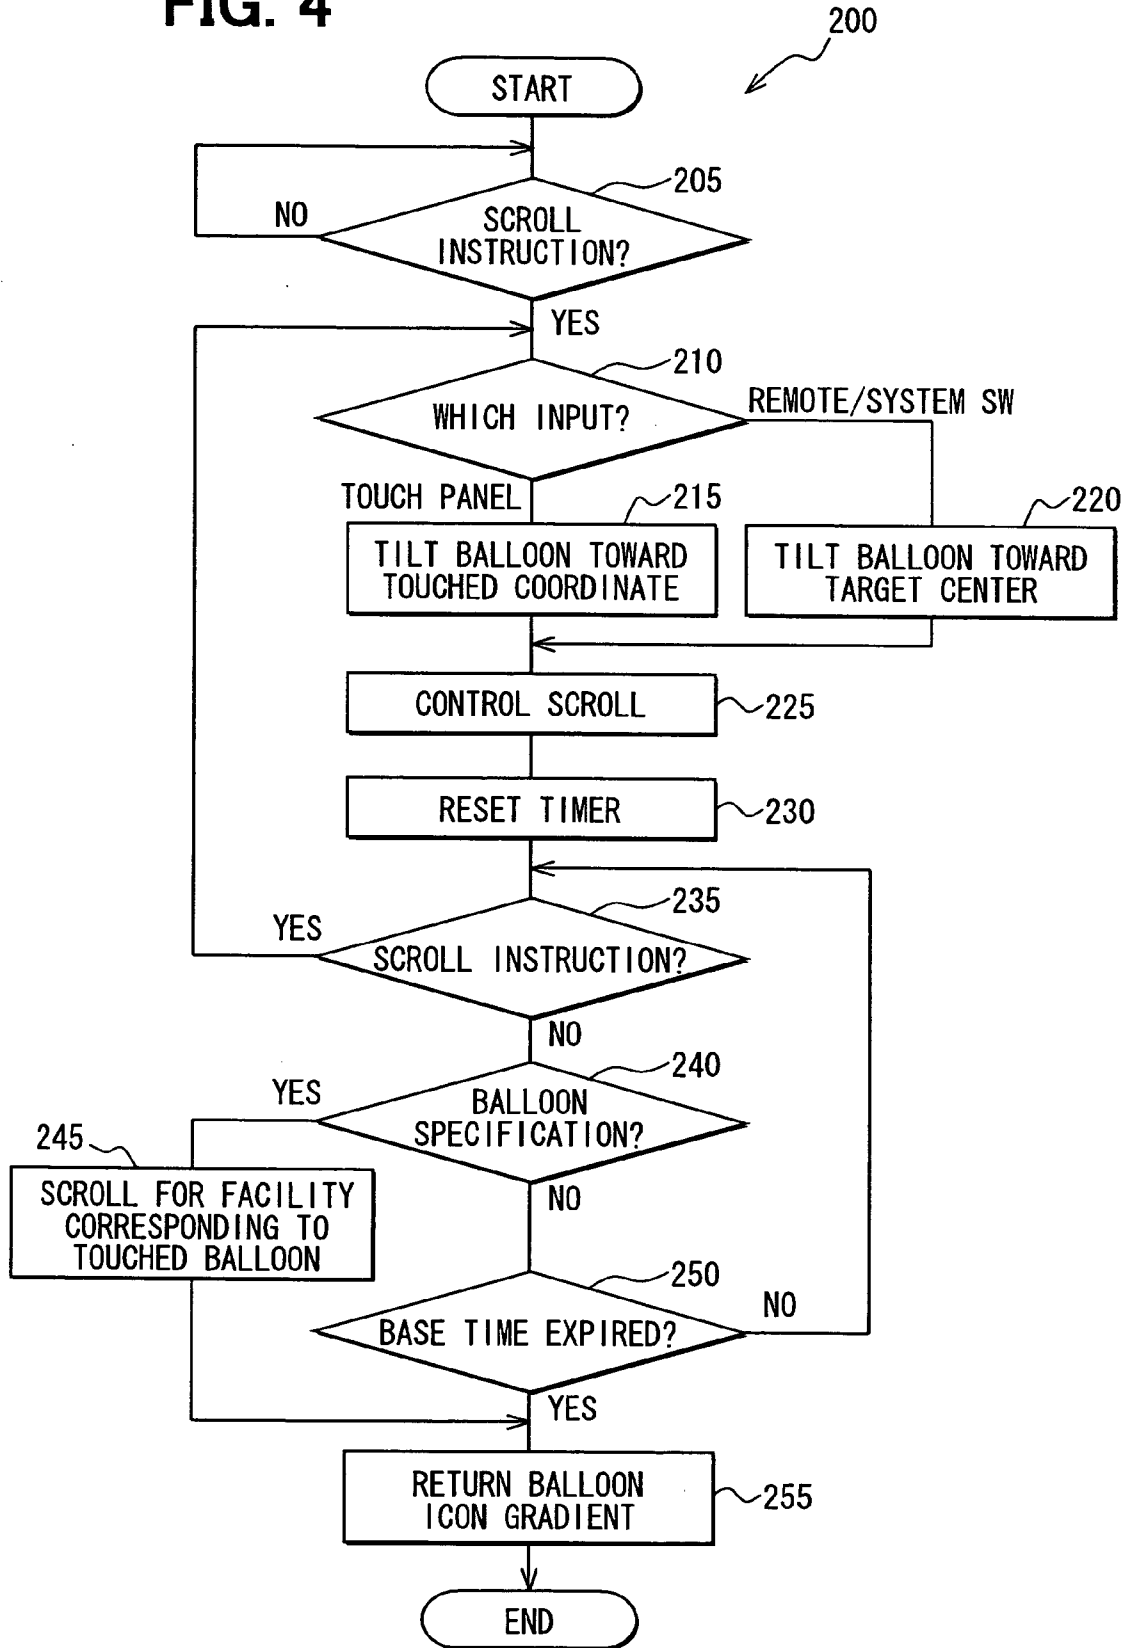 FIG. 4
200
START
205
NO
SCROLL
INSTRUCTION?
YES
210
WHICH INPUT?
REMOTE/SYSTEM SW
TOUCH PANEL
215
220
TILT BALLOON TOWARD
TOUCHED COORDINATE
TILT BALLOON TOWARD
TARGET CENTER
CONTROL SCROLL
225
RESET TIMER
230
235
YES
SCROLL INSTRUCTION?
NO
240
YES
BALLOON
SPECIFICATION?
245
NO
SCROLL FOR FACILITY
CORRESPONDING TO
TOUCHED BALLOON
250
NO
BASE TIME EXPIRED?
YES
RETURN BALLOON
ICON GRADIENT
255
END